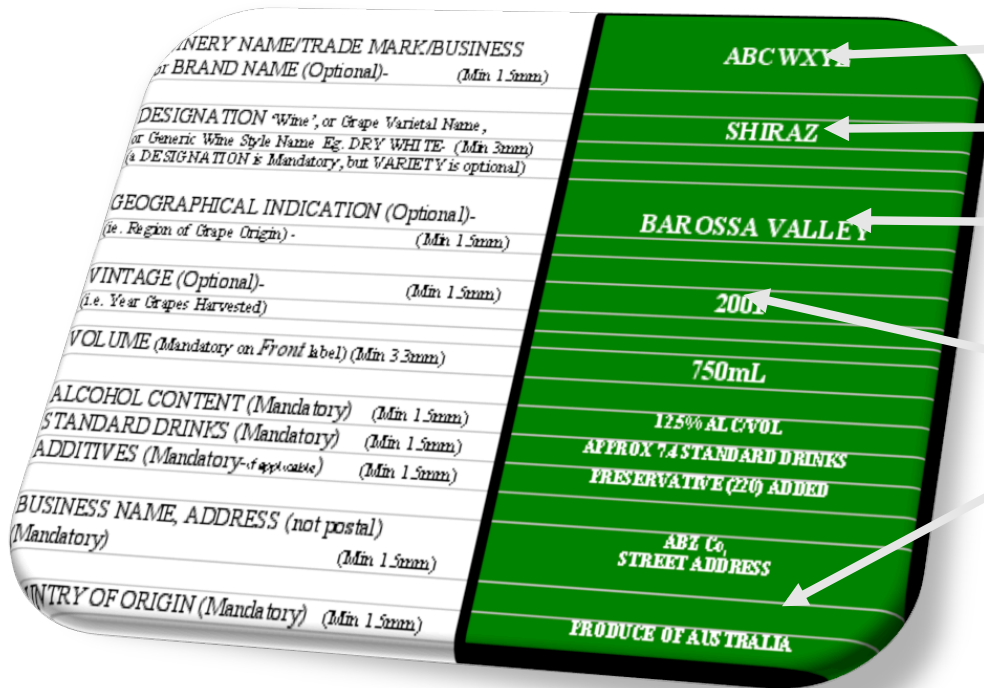 NERY NAME/TRADE MARK/BUSINESS
or BRAND NAME (Optional)- (Min 1.5mm)
DESIGNATION 'Wine', or Grape Varietal Name,
or Generic Wine Style Name Eg. DRY WHITE- (Min 3mm)
(a DESIGNATION is Mandatory, but VARIETY is optional)
GEOGRAPHICAL INDICATION (Optional)-
(ie. Region of Grape Origin) - (Min 1.5mm)
VINTAGE (Optional)- (Min 1.5mm)
(i.e. Year Grapes Harvested)
VOLUME (Mandatory on Front label) (Min 3.3mm)
ALCOHOL CONTENT (Mandatory) (Min 1.5mm)
STANDARD DRINKS (Mandatory) (Min 1.5mm)
ADDITIVES (Mandatory-if applicable) (Min 1.5mm)
BUSINESS NAME, ADDRESS (not postal)
(Mandatory) (Min 1.5mm)
NTRY OF ORIGIN (Mandatory) (Min 1.5mm)
ABC WXYZ
SHIRAZ
BAROSSA VALLEY
2001
750mL
12.5% ALC/VOL
APPROX 7.4 STANDARD DRINKS
PRESERVATIVE (220) ADDED
ABZ Co,
STREET ADDRESS
PRODUCE OF AUSTRALIA